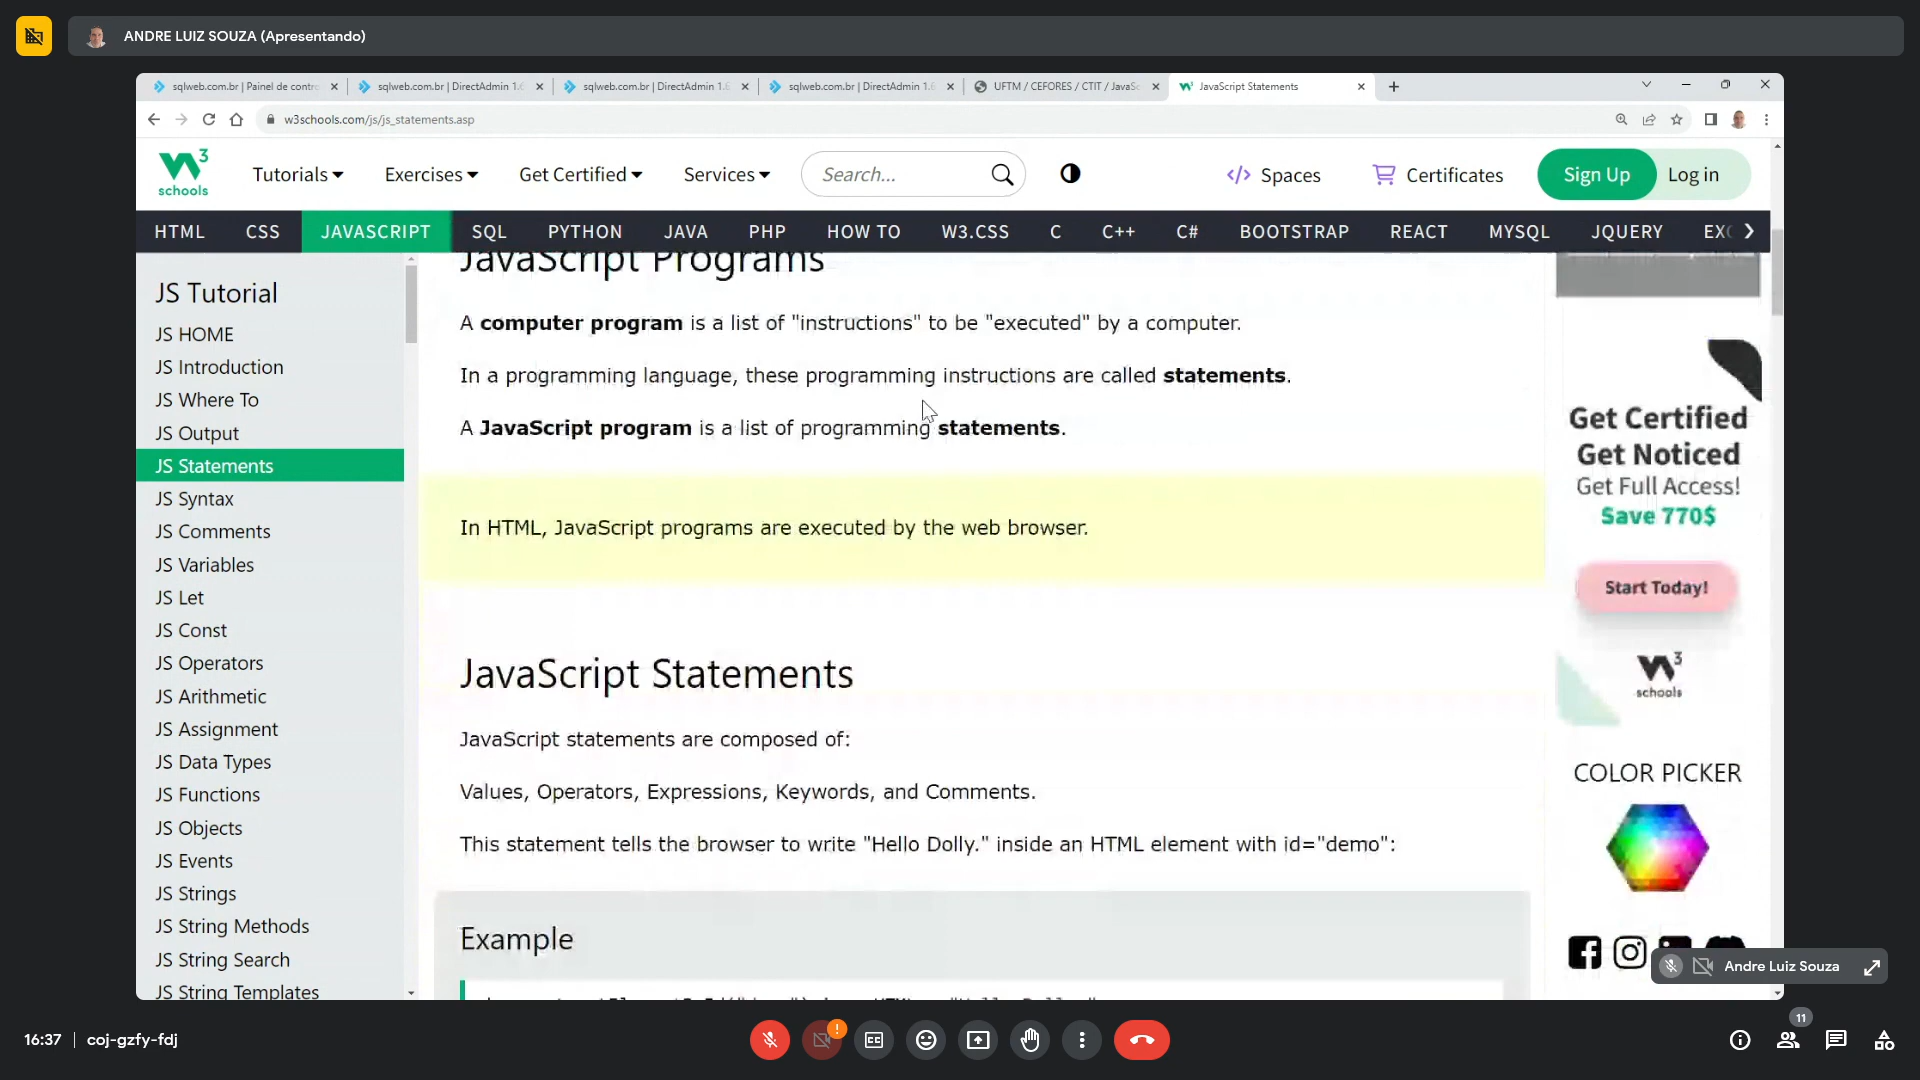 ANDRE LUIZ SOUZA (Apresentando)
sqlweb.com.br | Painel de contro
sqlweb.com.br | DirectAdmin 1.6
sqlweb.com.br | DirectAdmin 1.6
sqlweb.com.br | DirectAdmin 1.6
UFTM / CEFORES / CTIT / JavaSc
JavaScript Statements
w3schools.com/js/js_statements.asp
schools
Tutorials
Exercises
Get Certified
Services
Search...
Spaces
Certificates
Sign Up
Log in
HTML
CSS
JAVASCRIPT
SQL
PYTHON
JAVA
PHP
HOW TO
W3.CSS
C
C++
C#
BOOTSTRAP
REACT
MYSQL
JQUERY
EXC
JS Tutorial
JS HOME
JS Introduction
JS Where To
JS Output
JS Statements
JS Syntax
JS Comments
JS Variables
JS Let
JS Const
JS Operators
JS Arithmetic
JS Assignment
JS Data Types
JS Functions
JS Objects
JS Events
JS Strings
JS String Methods
JS String Search
JS String Templates
JavaScript Programs
A computer program is a list of "instructions" to be "executed" by a computer.
In a programming language, these programming instructions are called statements.
A JavaScript program is a list of programming statements.
In HTML, JavaScript programs are executed by the web browser.
JavaScript Statements
JavaScript statements are composed of:
Values, Operators, Expressions, Keywords, and Comments.
This statement tells the browser to write "Hello Dolly." inside an HTML element with id="demo":
Example
Get Certified
Get Noticed
Get Full Access!
Save 770$
Start Today!
W3
schools
COLOR PICKER
Andre Luiz Souza
16:37
coj-gzfy-fdj
11